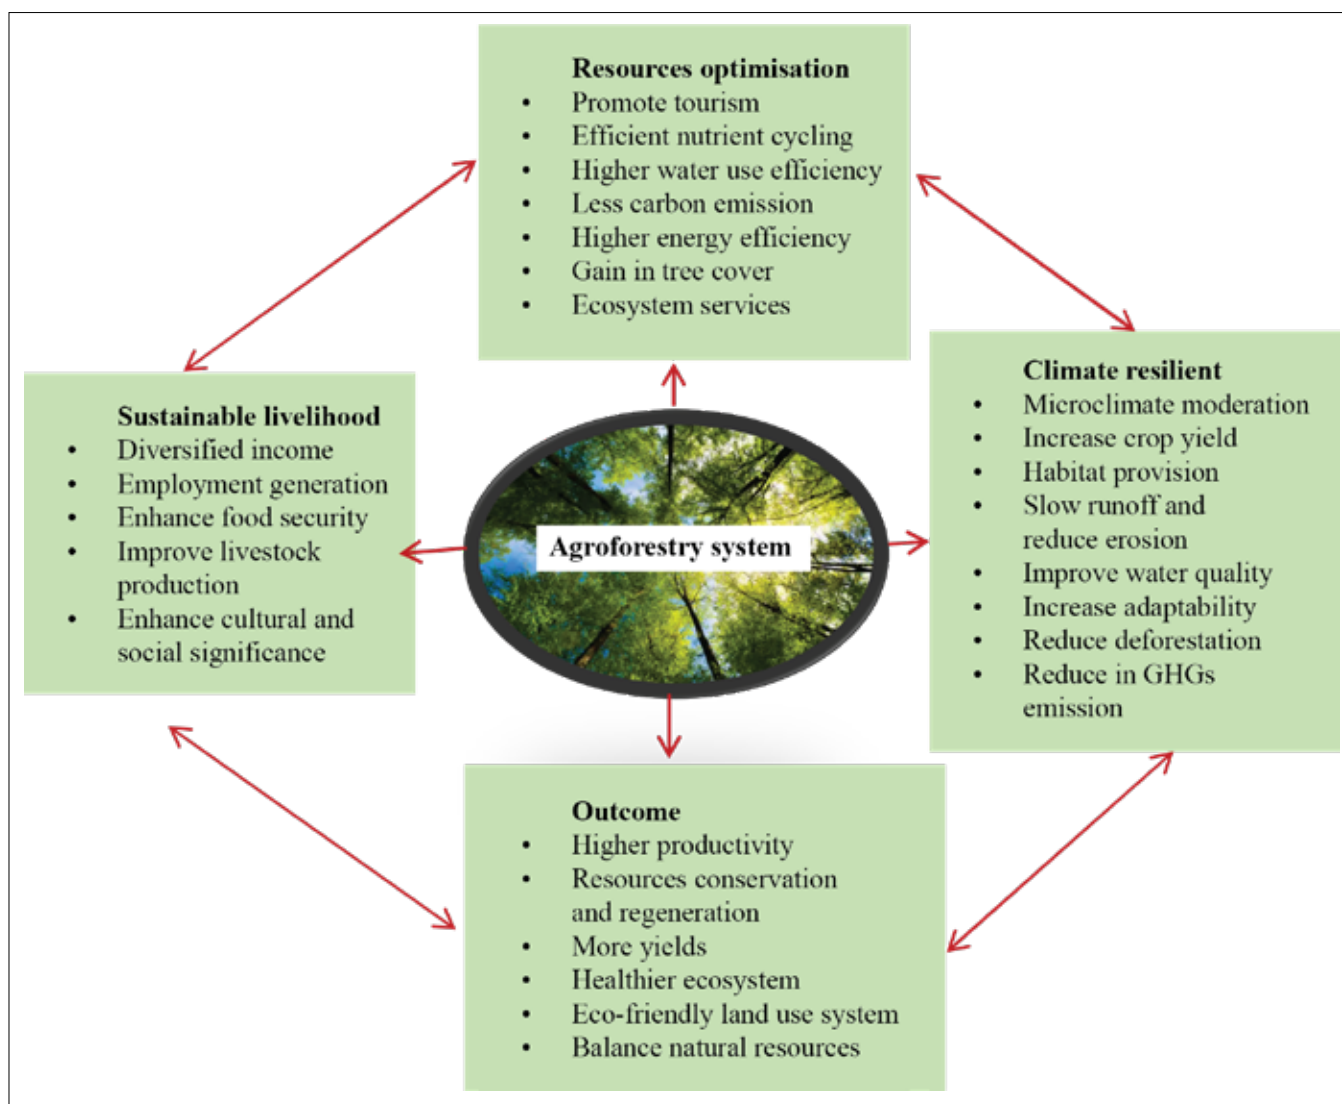 Resources optimisation
• Promote tourism
• Efficient nutrient cycling
• Higher water use efficiency
• Less carbon emission
• Higher energy efficiency
• Gain in tree cover
• Ecosystem services
Sustainable livelihood
• Diversified income
• Employment generation
• Enhance food security
• Improve livestock
production
• Enhance cultural and
social significance
Agroforestry system
Climate resilient
• Microclimate moderation
• Increase crop yield
• Habitat provision
• Slow runoff and
reduce erosion
• Improve water quality
• Increase adaptability
• Reduce deforestation
• Reduce in GHGs
emission
Outcome
• Higher productivity
• Resources conservation
and regeneration
• More yields
• Healthier ecosystem
• Eco-friendly land use system
• Balance natural resources